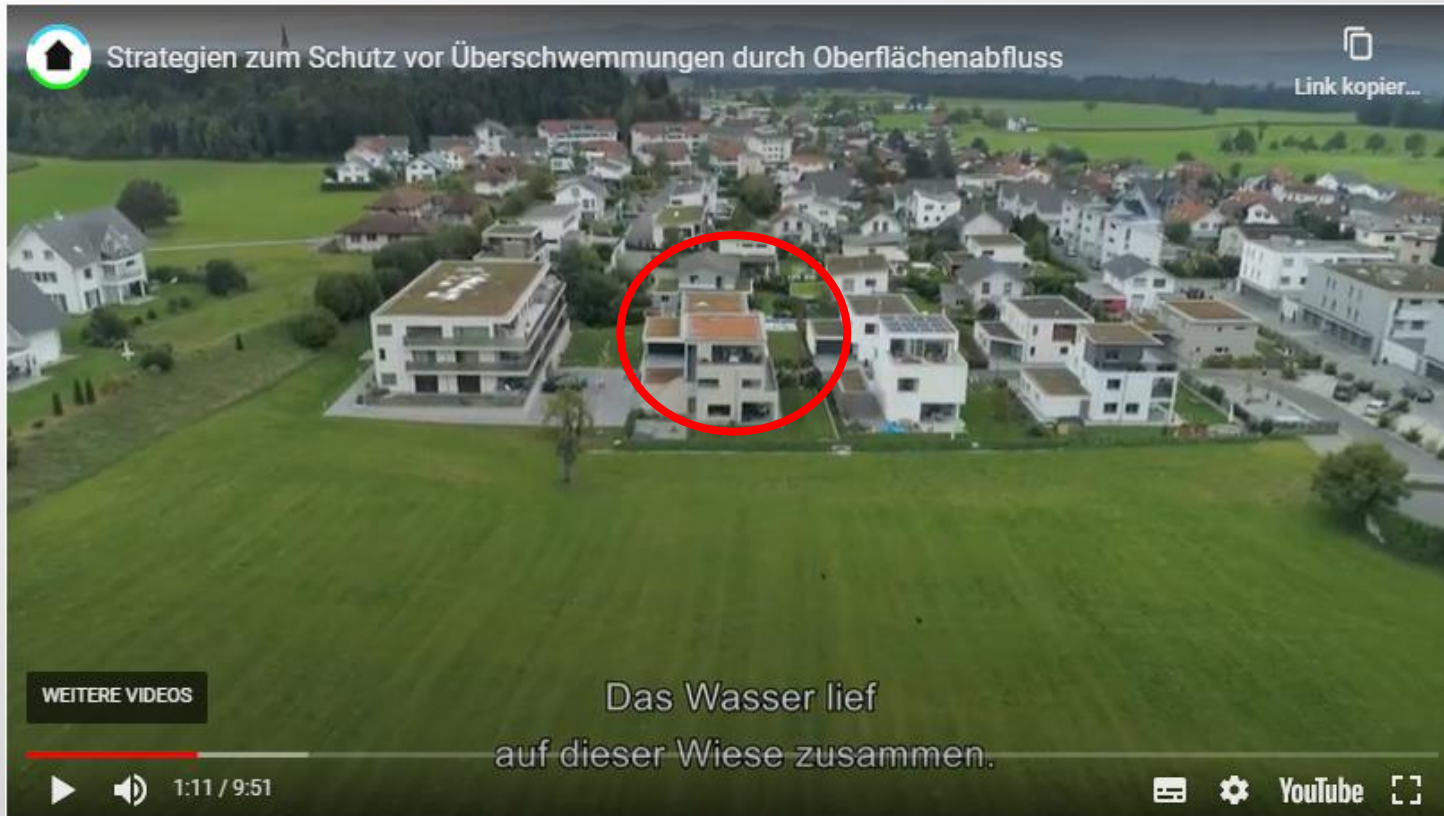 Strategien zum Schutz vor Überschwemmungen durch Oberflächenabfluss
Link kopier...
WEITERE VIDEOS
Das Wasser lief
auf dieser Wiese zusammen.
1:11 / 9:51
YouTube